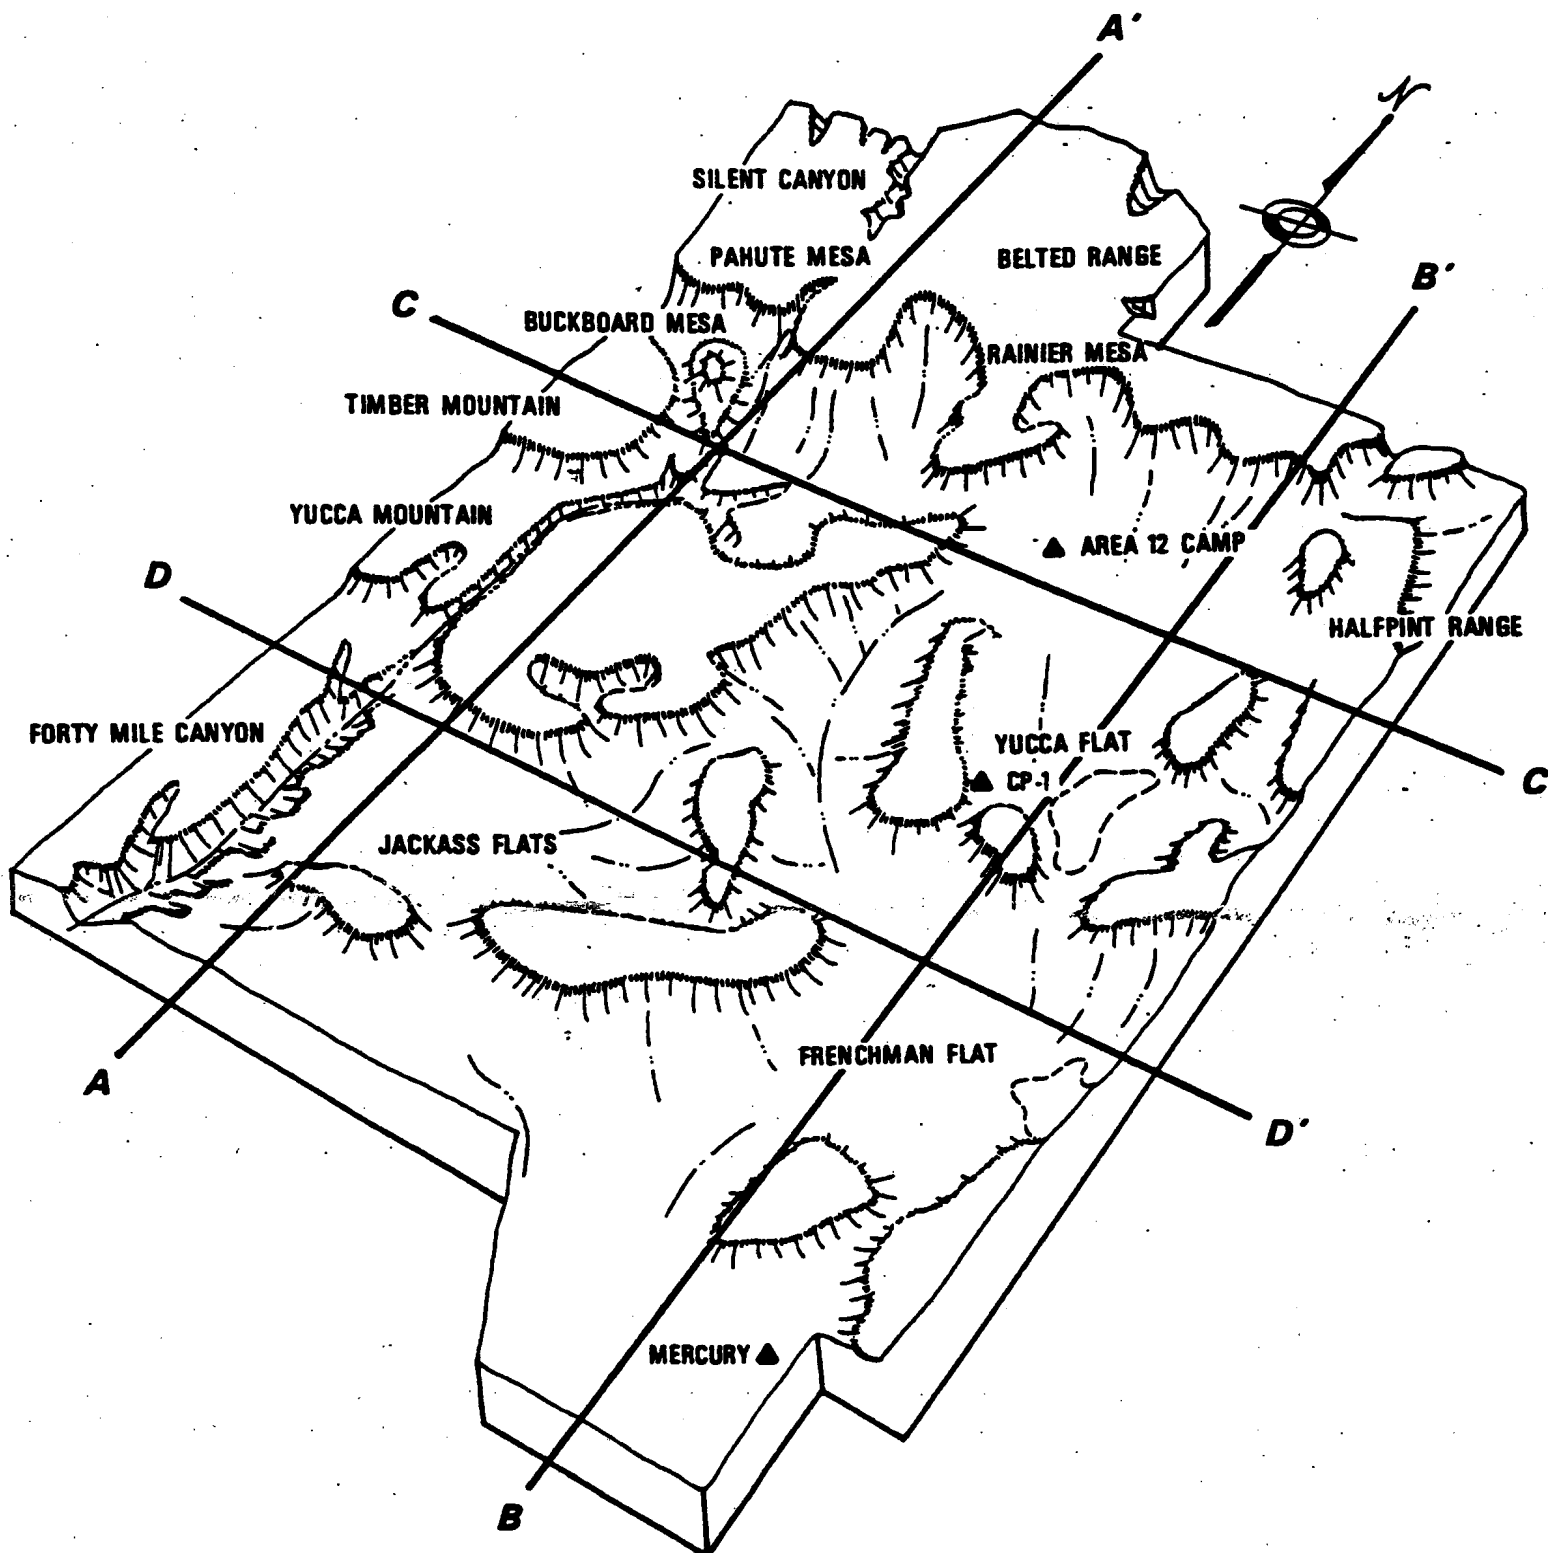 A'
N
SILENT CANYON
PAHUTE MESA
BELTED RANGE
B'
C
BUCKBOARD MESA
RAINIER MESA
TIMBER MOUNTAIN
YUCCA MOUNTAIN
AREA 12 CAMP
D
HALFPINT RANGE
FORTY MILE CANYON
YUCCA FLAT
CP-1
C'
JACKASS FLATS
FRENCHMAN FLAT
A
D'
MERCURY
B